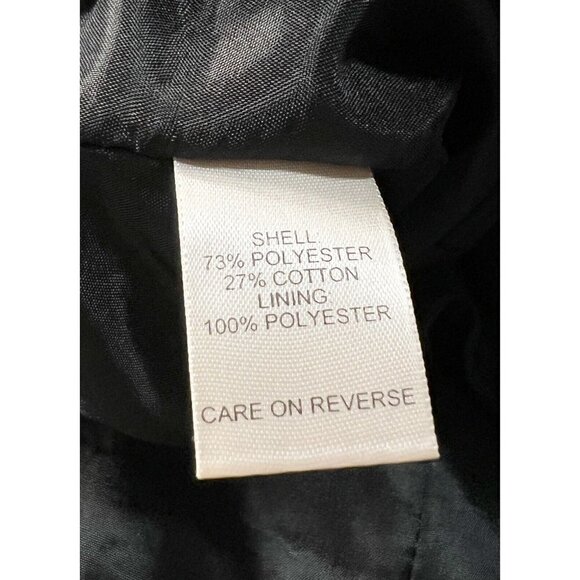 SHELL
73% POLYESTER
27% COTTON
LINING
100% POLYESTER
CARE ON REVERSE